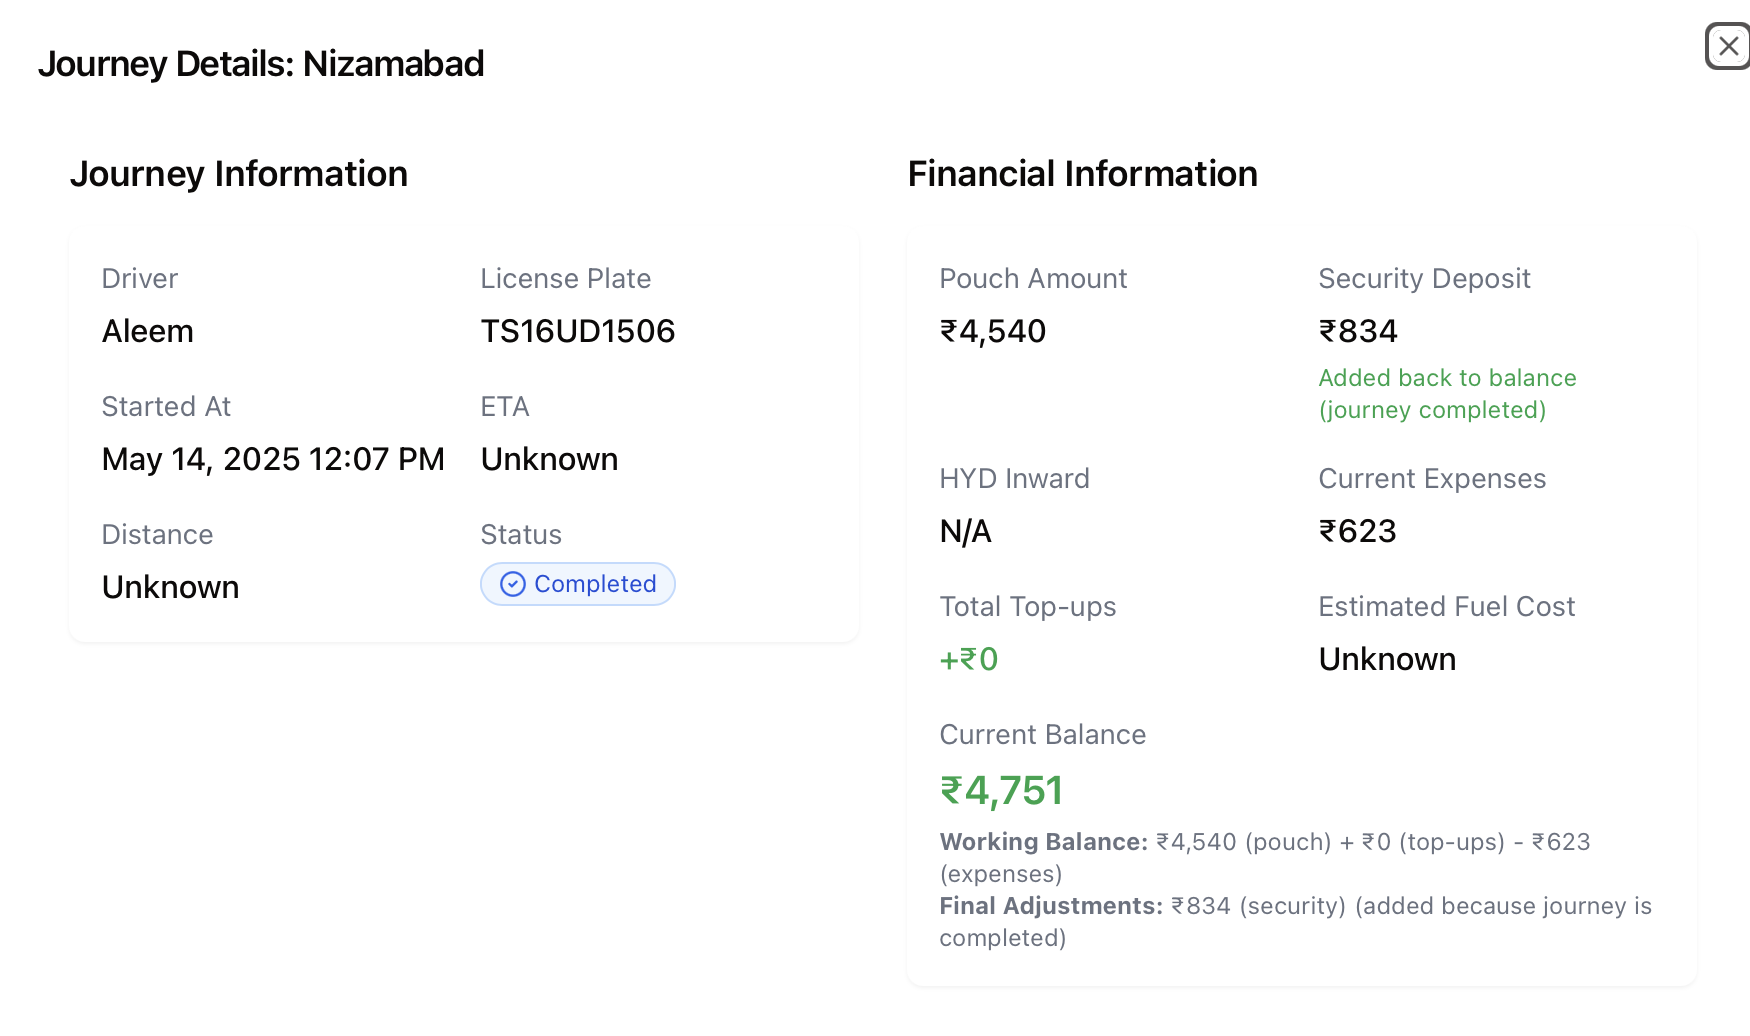 Journey Details: Nizamabad
Journey Information
Driver
Aleem
License Plate
TS16UD1506
Started At
May 14, 2025 12:07 PM
ETA
Unknown
Distance
Unknown
Status
Completed
Financial Information
Pouch Amount
₹4,540
Security Deposit
₹834
Added back to balance
(journey completed)
HYD Inward
N/A
Current Expenses
₹623
Total Top-ups
+₹0
Estimated Fuel Cost
Unknown
Current Balance
₹4,751
Working Balance: ₹4,540 (pouch) + ₹0 (top-ups) - ₹623
(expenses)
Final Adjustments: ₹834 (security) (added because journey is
completed)